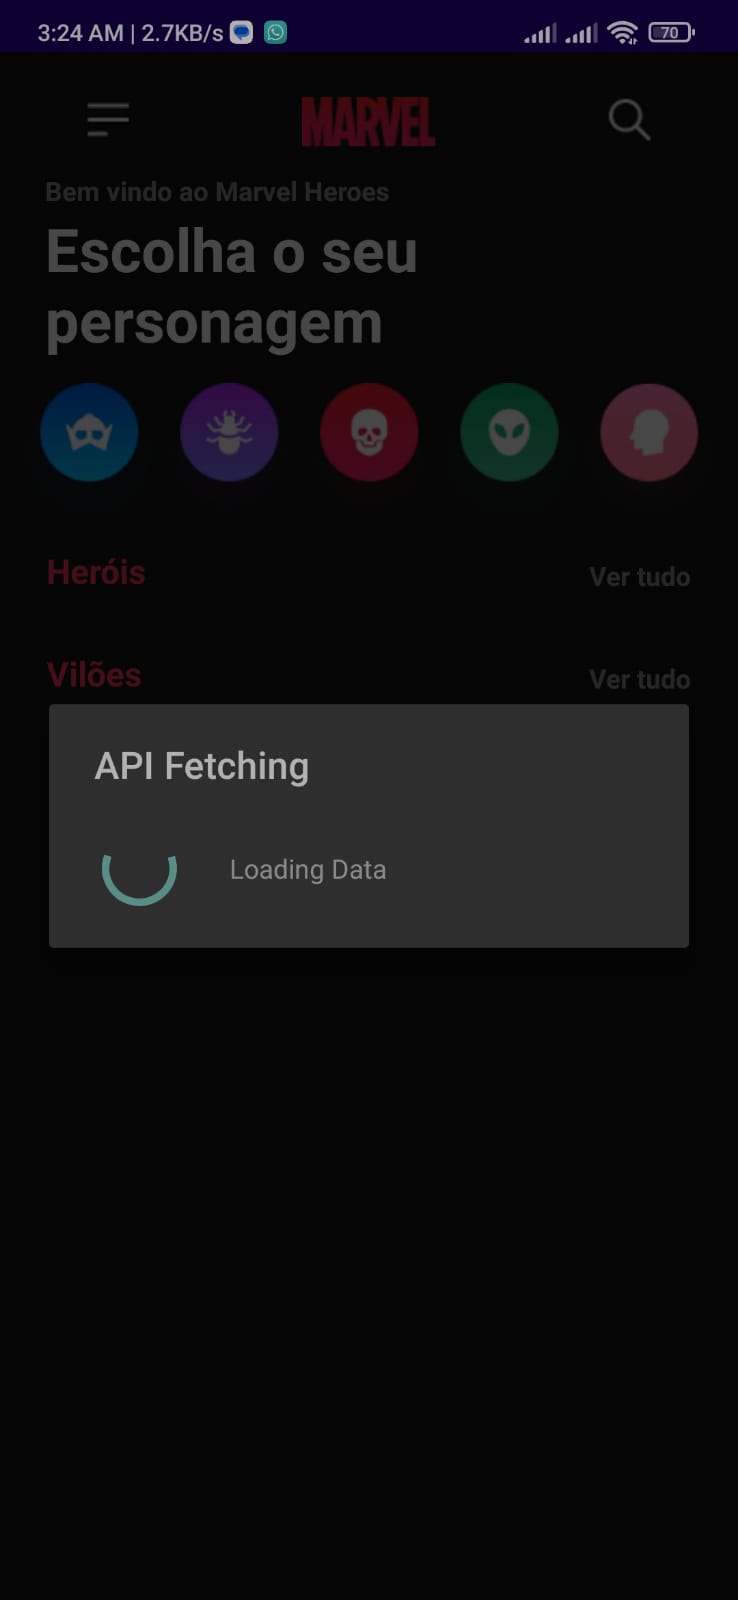 3:24 AM | 2.7KB/s 70
MARVEL
Bem vindo ao Marvel Heroes
Escolha o seu
personagem
Heróis Ver tudo
Vilões Ver tudo
API Fetching
Loading Data